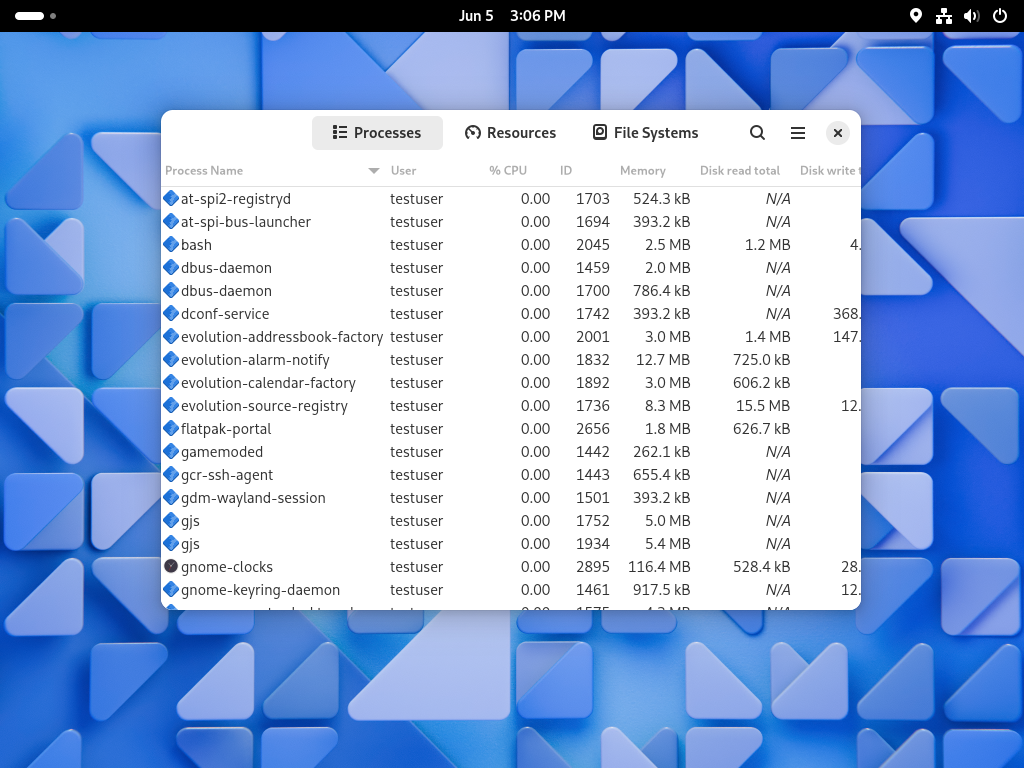 Jun 5 3:06 PM
Processes Resources File Systems
Process Name User % CPU ID Memory Disk read total Disk write
at-spi2-registryd testuser 0.00 1703 524.3 kB N/A
at-spi-bus-launcher testuser 0.00 1694 393.2 kB N/A
bash testuser 0.00 2045 2.5 MB 1.2 MB 4.
dbus-daemon testuser 0.00 1459 2.0 MB N/A
dbus-daemon testuser 0.00 1700 786.4 kB N/A
dconf-service testuser 0.00 1742 393.2 kB N/A 368.
evolution-addressbook-factory testuser 0.00 2001 3.0 MB 1.4 MB 147.
evolution-alarm-notify testuser 0.00 1832 12.7 MB 725.0 kB
evolution-calendar-factory testuser 0.00 1892 3.0 MB 606.2 kB
evolution-source-registry testuser 0.00 1736 8.3 MB 15.5 MB 12.
flatpak-portal testuser 0.00 2656 1.8 MB 626.7 kB
gamemoded testuser 0.00 1442 262.1 kB N/A
gcr-ssh-agent testuser 0.00 1443 655.4 kB N/A
gdm-wayland-session testuser 0.00 1501 393.2 kB N/A
gjs testuser 0.00 1752 5.0 MB N/A
gjs testuser 0.00 1934 5.4 MB N/A
gnome-clocks testuser 0.00 2895 116.4 MB 528.4 kB 28.
gnome-keyring-daemon testuser 0.00 1461 917.5 kB N/A 12.